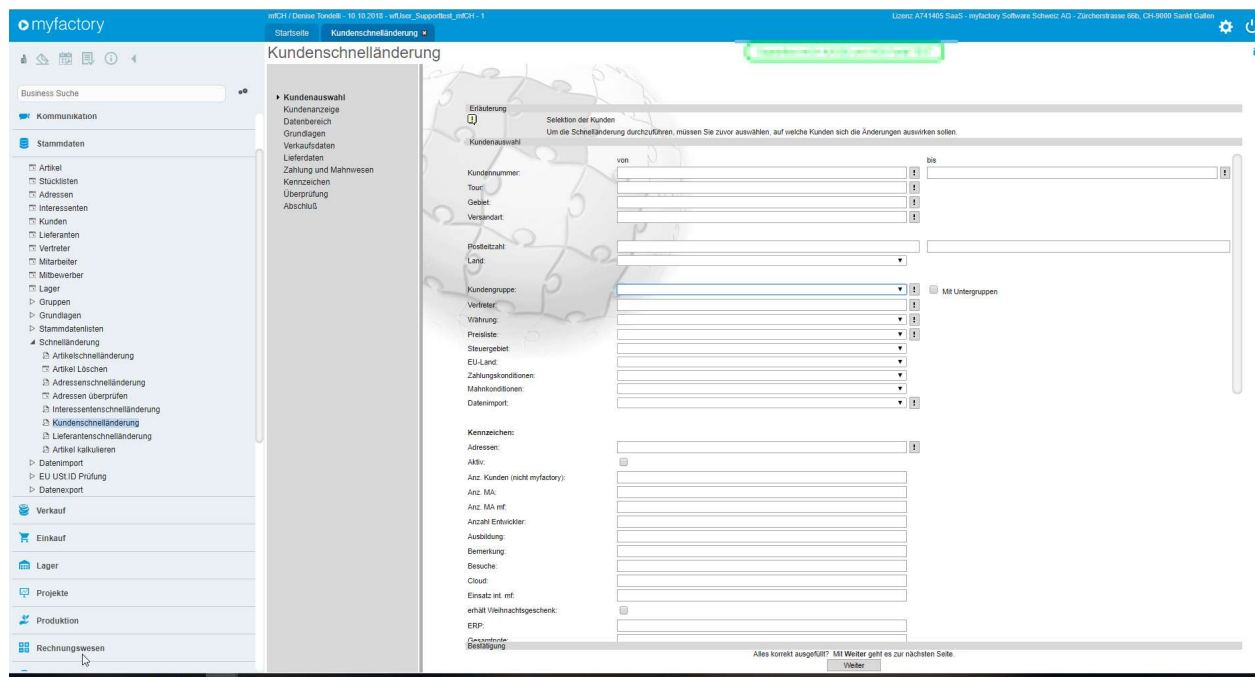 myfactory
mfCH / Denise Tondelli - 10.10.2018 - wfUser_Supporttest_mfCH - 1
Lizenz A741405 SaaS - myfactory Software Schweiz AG - Zürcherstrasse 66b, CH-9000 Sankt Gallen
Startseite
Kundenschnelländerung
Kundenschnelländerung
Business Suche
Kommunikation
Stammdaten
Artikel
Stücklisten
Adressen
Interessenten
Kunden
Lieferanten
Vertreter
Mitarbeiter
Mitbewerber
Lager
Gruppen
Grundlagen
Stammdatenlisten
Schnelländerung
Artikelschnelländerung
Artikel Löschen
Adressenschnelländerung
Adressen überprüfen
Interessentenschnelländerung
Kundenschnelländerung
Lieferantenschnelländerung
Artikel kalkulieren
Datenimport
EU USt.ID Prüfung
Datenexport
Verkauf
Einkauf
Lager
Projekte
Produktion
Rechnungswesen
Kundenauswahl
Kundenanzeige
Datenbereich
Grundlagen
Verkaufsdaten
Lieferdaten
Zahlung und Mahnwesen
Kennzeichen
Überprüfung
Abschluß
Erläuterung
Selektion der Kunden
Um die Schnelländerung durchzuführen, müssen Sie zuvor auswählen, auf welche Kunden sich die Änderungen auswirken sollen.
Kundenauswahl
von bis
Kundennummer:
Tour:
Gebiet:
Versandart:
Postleitzahl:
Land:
Kundengruppe: Mit Untergruppen
Vertreter:
Währung:
Preisliste:
Steuergebiet:
EU-Land:
Zahlungskonditionen:
Mahnkonditionen:
Datenimport:
Kennzeichen:
Adressen:
Aktiv:
Anz. Kunden (nicht myfactory):
Anz. MA:
Anz. MA mf:
Anzahl Entwickler:
Ausbildung:
Bemerkung:
Besuche:
Cloud:
Einsatz int. mf:
erhält Weihnachtsgeschenk:
ERP:
Gesamtnote:
Bestätigung
Alles korrekt ausgefüllt? Mit Weiter geht es zur nächsten Seite.
Weiter